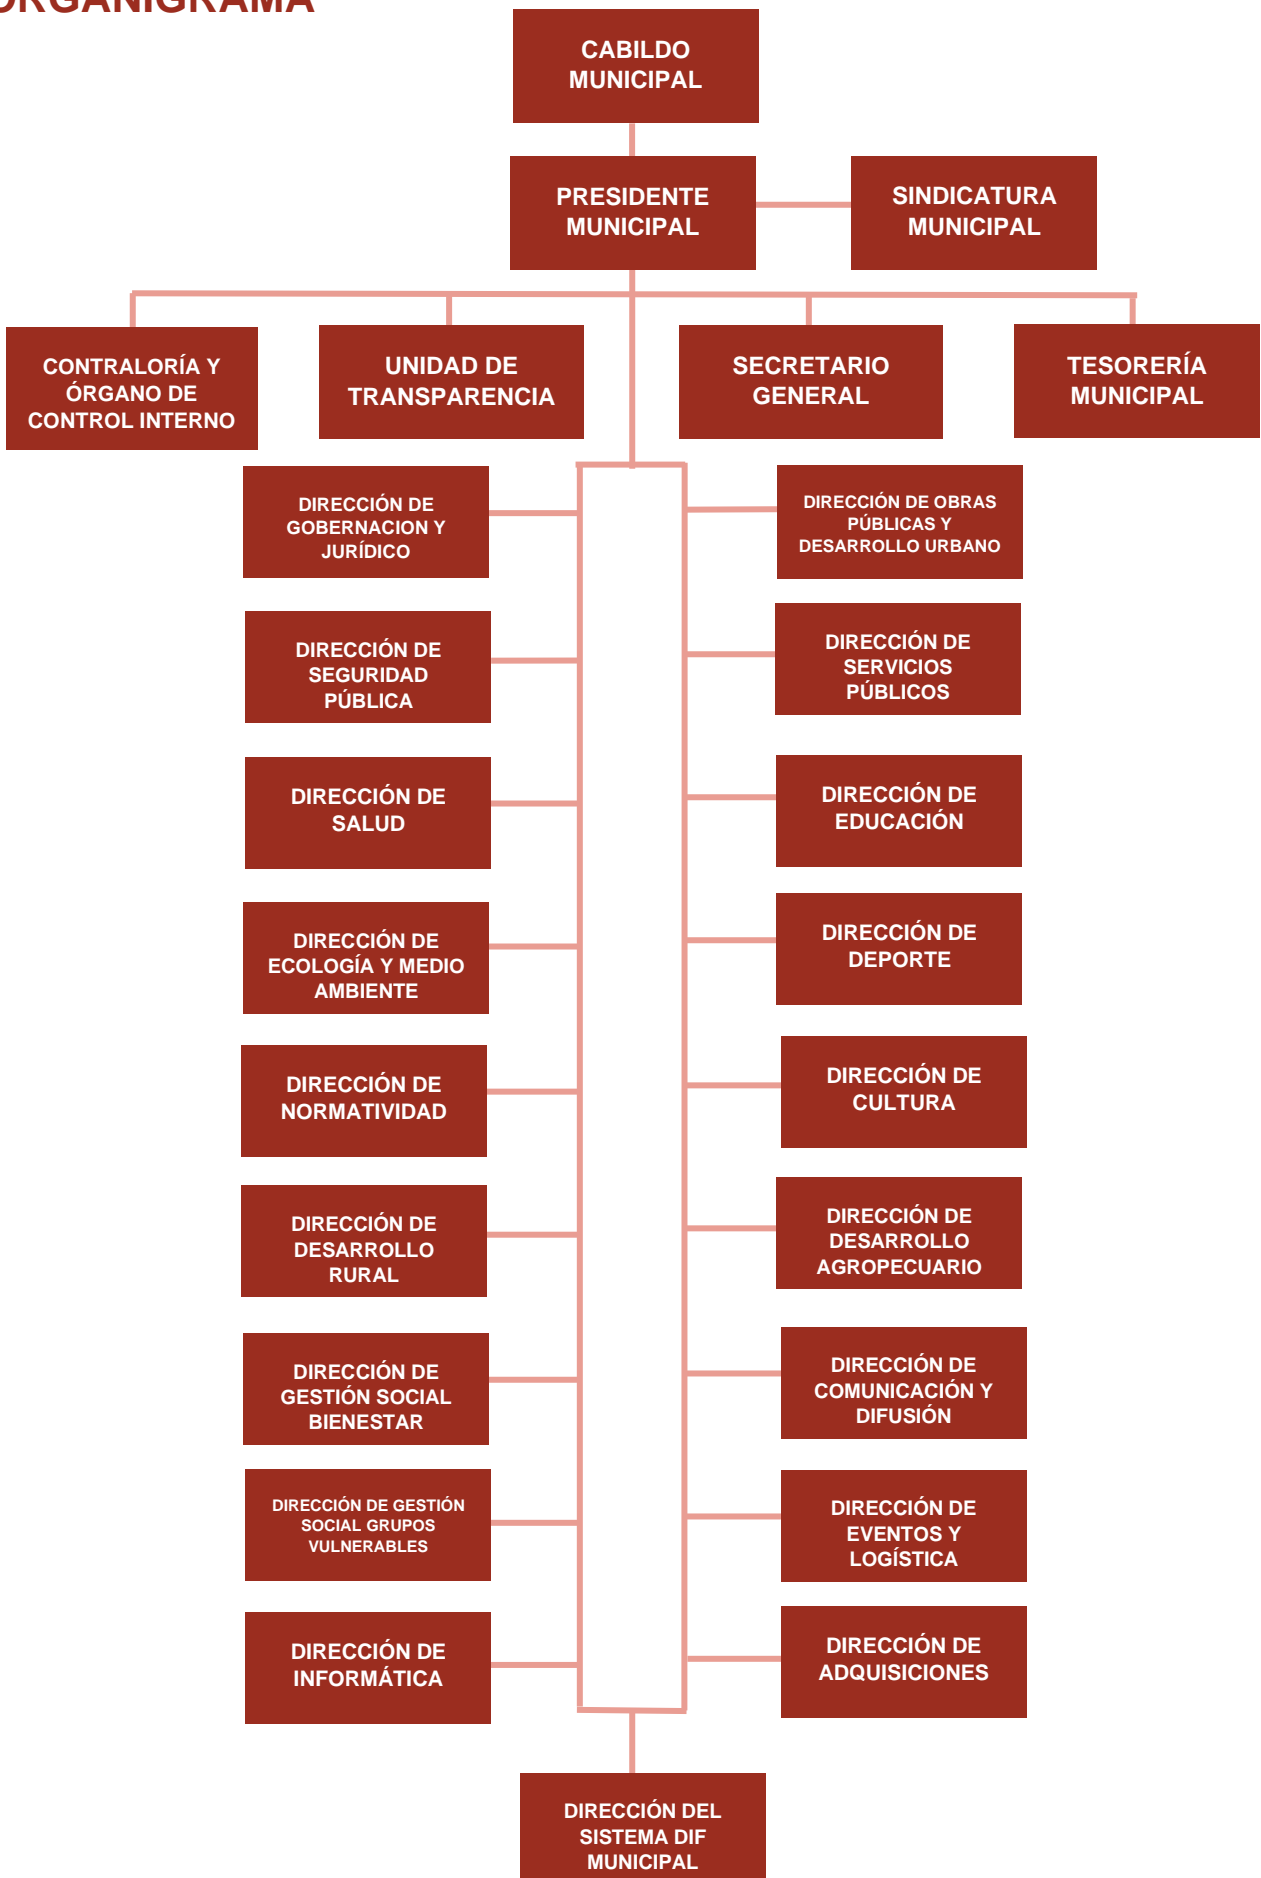 ORGANIGRAMA
CABILDO
MUNICIPAL
PRESIDENTE
MUNICIPAL
SINDICATURA
MUNICIPAL
CONTRALORÍA Y
ÓRGANO DE
CONTROL INTERNO
UNIDAD DE
TRANSPARENCIA
SECRETARIO
GENERAL
TESORERÍA
MUNICIPAL
DIRECCIÓN DE
GOBERNACION Y
JURÍDICO
DIRECCIÓN DE OBRAS
PÚBLICAS Y
DESARROLLO URBANO
DIRECCIÓN DE
SEGURIDAD
PÚBLICA
DIRECCIÓN DE
SERVICIOS
PÚBLICOS
DIRECCIÓN DE
SALUD
DIRECCIÓN DE
EDUCACIÓN
DIRECCIÓN DE
ECOLOGÍA Y MEDIO
AMBIENTE
DIRECCIÓN DE
DEPORTE
DIRECCIÓN DE
NORMATIVIDAD
DIRECCIÓN DE
CULTURA
DIRECCIÓN DE
DESARROLLO
RURAL
DIRECCIÓN DE
DESARROLLO
AGROPECUARIO
DIRECCIÓN DE
GESTIÓN SOCIAL
BIENESTAR
DIRECCIÓN DE
COMUNICACIÓN Y
DIFUSIÓN
DIRECCIÓN DE GESTIÓN
SOCIAL GRUPOS
VULNERABLES
DIRECCIÓN DE
EVENTOS Y
LOGÍSTICA
DIRECCIÓN DE
INFORMÁTICA
DIRECCIÓN DE
ADQUISICIONES
DIRECCIÓN DEL
SISTEMA DIF
MUNICIPAL